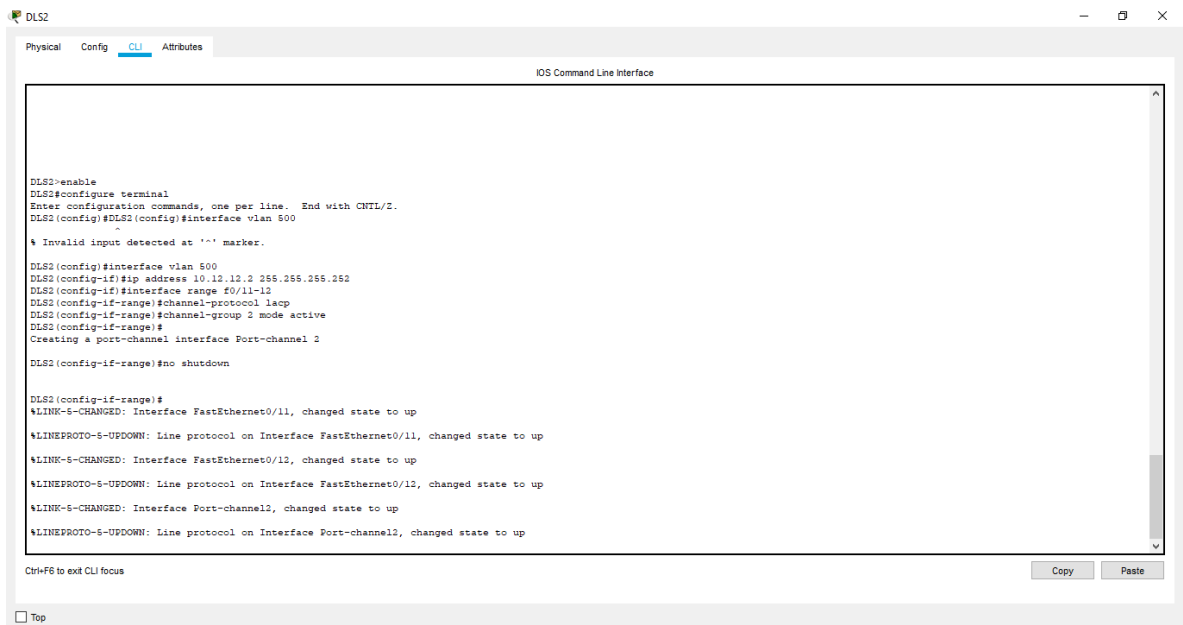 DLS2
Physical Config CLI Attributes
IOS Command Line Interface
DLS2>enable
DLS2#configure terminal
Enter configuration commands, one per line. End with CNTL/Z.
DLS2(config)#DLS2(config)#interface vlan 500
^
% Invalid input detected at '^' marker.
DLS2(config)#interface vlan 500
DLS2(config-if)#ip address 10.12.12.2 255.255.255.252
DLS2(config-if)#interface range f0/11-12
DLS2(config-if-range)#channel-protocol lacp
DLS2(config-if-range)#channel-group 2 mode active
DLS2(config-if-range)#
Creating a port-channel interface Port-channel 2
DLS2(config-if-range)#no shutdown
DLS2(config-if-range)#
%LINK-5-CHANGED: Interface FastEthernet0/11, changed state to up
%LINEPROTO-5-UPDOWN: Line protocol on Interface FastEthernet0/11, changed state to up
%LINK-5-CHANGED: Interface FastEthernet0/12, changed state to up
%LINEPROTO-5-UPDOWN: Line protocol on Interface FastEthernet0/12, changed state to up
%LINK-5-CHANGED: Interface Port-channel2, changed state to up
%LINEPROTO-5-UPDOWN: Line protocol on Interface Port-channel2, changed state to up
Ctrl+F6 to exit CLI focus
Copy Paste
Top